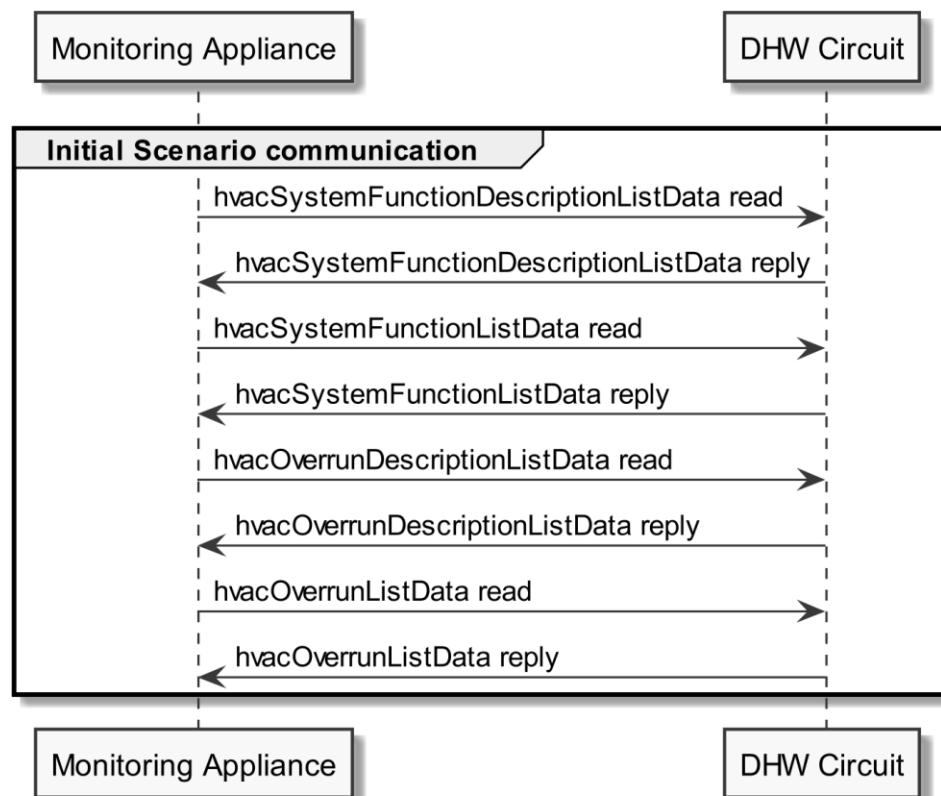 Monitoring Appliance
DHW Circuit
Initial Scenario communication
hvacSystemFunctionDescriptionListData read
hvacSystemFunctionDescriptionListData reply
hvacSystemFunctionListData read
hvacSystemFunctionListData reply
hvacOverrunDescriptionListData read
hvacOverrunDescriptionListData reply
hvacOverrunListData read
hvacOverrunListData reply
Monitoring Appliance
DHW Circuit